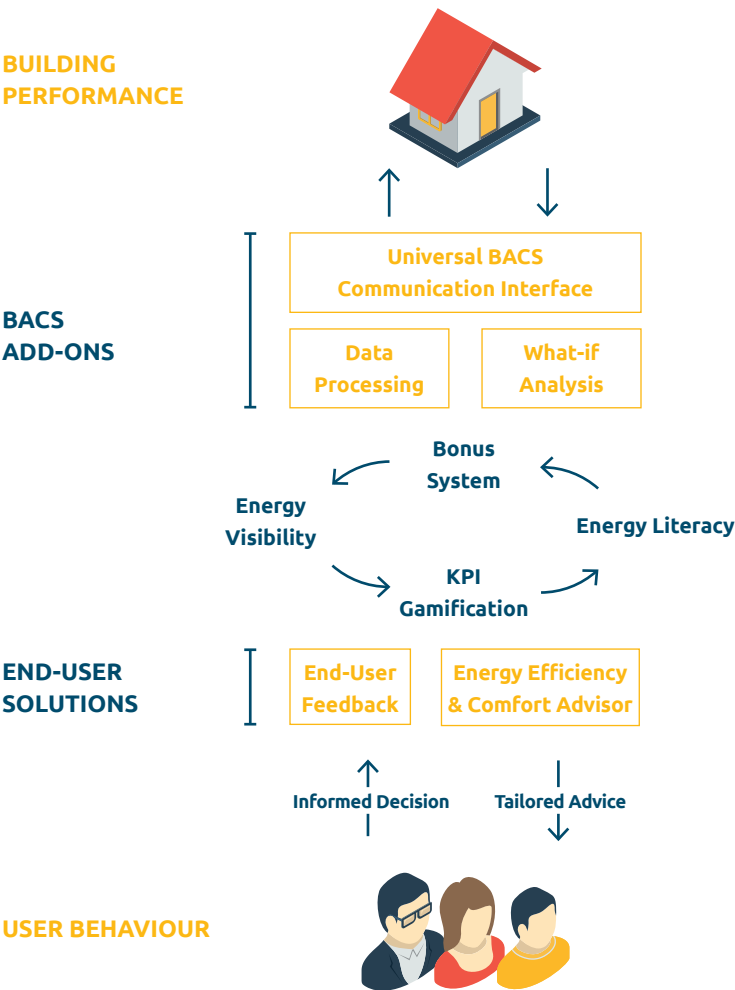 BUILDING
PERFORMANCE
Universal BACS
Communication Interface
BACS
ADD-ONS
Data
Processing
What-if
Analysis
Bonus
System
Energy
Visibility
Energy Literacy
KPI
Gamification
END-USER
SOLUTIONS
End-User
Feedback
Energy Efficiency
& Comfort Advisor
Informed Decision
Tailored Advice
USER BEHAVIOUR